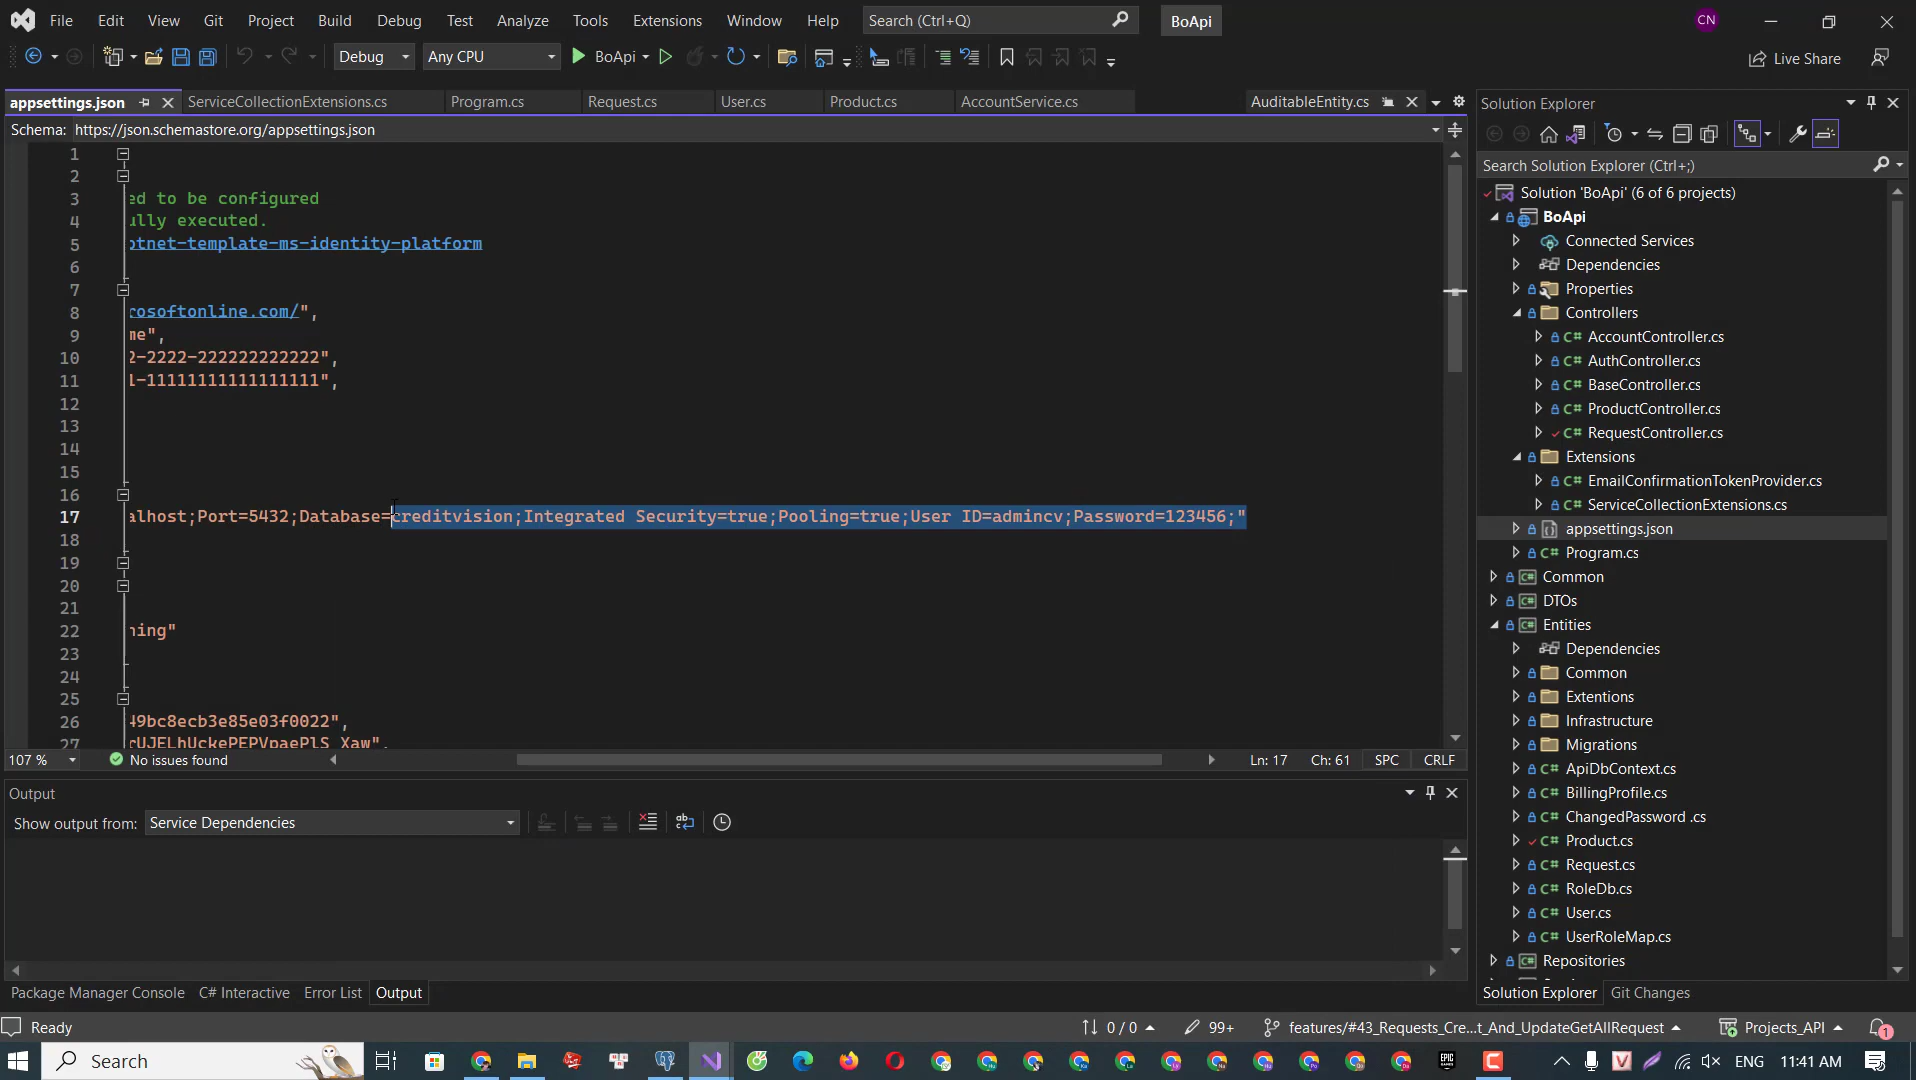 File Edit View Git Project Build Debug Test Analyze Tools Extensions Window Help Search (Ctrl+Q) BoApi CN
Debug Any CPU BoApi Live Share
appsettings.json ServiceCollectionExtensions.cs Program.cs Request.cs User.cs Product.cs AccountService.cs AuditableEntity.cs
Schema: https://json.schemastore.org/appsettings.json
1
2
3 ed to be configured
4 ully executed.
5 otnet-template-ms-identity-platform
6
7
8 rosoftonline.com/",
9 me",
10 2-2222-222222222222",
11 1-11111111111111111",
12
13
14
15
16
17 alhost;Port=5432;Database=creditvision;Integrated Security=true;Pooling=true;User ID=admincv;Password=123456;"
18
19
20
21
22 ning"
23
24
25
26 49bc8ecb3e85e03f0022",
27 rUJELhUckePEPVpaePlS_Xaw",
107 % No issues found Ln: 17 Ch: 61 SPC CRLF
Output
Show output from: Service Dependencies
Package Manager Console C# Interactive Error List Output
Solution Explorer
Search Solution Explorer (Ctrl+;)
Solution 'BoApi' (6 of 6 projects)
BoApi
Connected Services
Dependencies
Properties
Controllers
C# AccountController.cs
C# AuthController.cs
C# BaseController.cs
C# ProductController.cs
C# RequestController.cs
Extensions
C# EmailConfirmationTokenProvider.cs
C# ServiceCollectionExtensions.cs
appsettings.json
C# Program.cs
C# Common
C# DTOs
C# Entities
Dependencies
Common
Extentions
Infrastructure
Migrations
C# ApiDbContext.cs
C# BillingProfile.cs
C# ChangedPassword .cs
C# Product.cs
C# Request.cs
C# RoleDb.cs
C# User.cs
C# UserRoleMap.cs
C# Repositories
Solution Explorer Git Changes
Ready 0 / 0 99+ features/#43_Requests_Cre...t_And_UpdateGetAllRequest Projects_API 1
Search ENG 11:41 AM